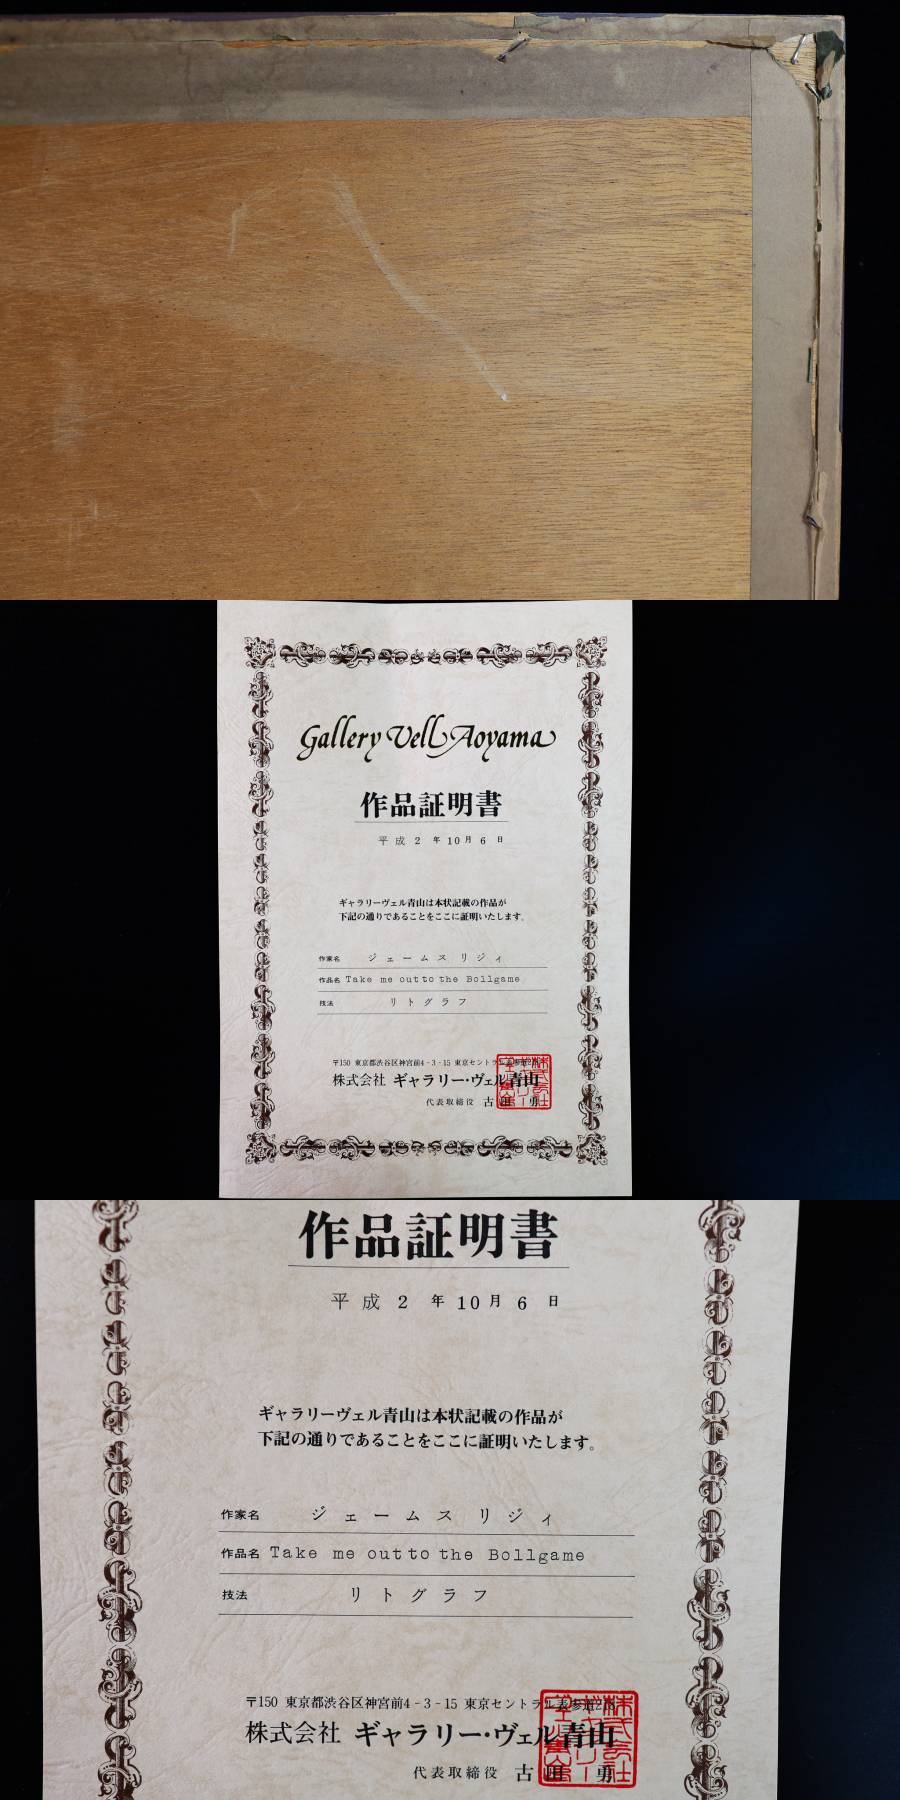 Gallery Vell Aoyama
作品証明書
平成 2 年 10月 6 日
ギャラリーヴェル青山は本状記載の作品が
下記の通りであることをここに証明いたします。
作家名 ジェームス リジィ
作品名 Take me out to the Bollgame
技法 リトグラフ
〒150 東京都渋谷区神宮前4-3-15 東京セントラル表参道
株式会社 ギャラリー・ヴェル青山
代表取締役 古 勇
作品証明書
平成 2 年 10月 6 日
ギャラリーヴェル青山は本状記載の作品が
下記の通りであることをここに証明いたします。
作家名 ジェームス リジィ
作品名 Take me out to the Bollgame
技法 リトグラフ
〒150 東京都渋谷区神宮前4-3-15 東京セントラル表参道
株式会社 ギャラリー・ヴェル青山
代表取締役 古 勇